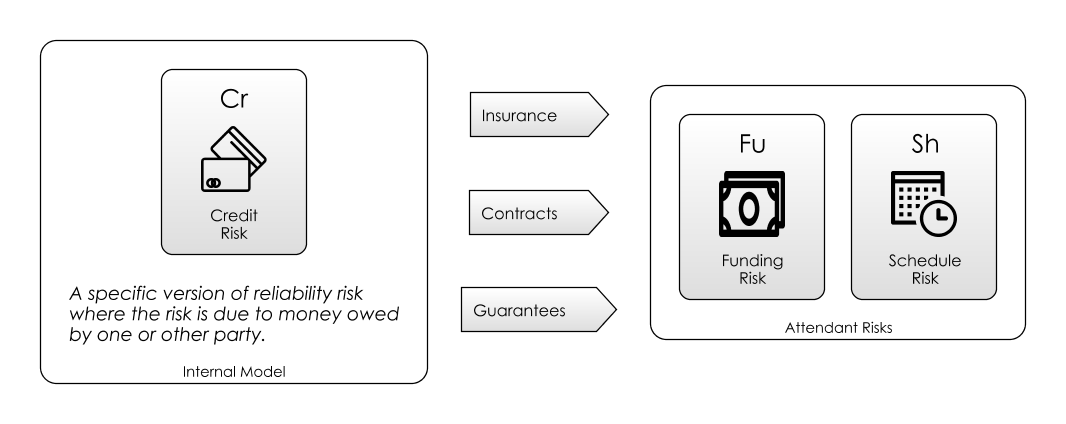 Cr
Credit
Risk
A specific version of reliability risk
where the risk is due to money owed
by one or other party.
Internal Model
Insurance
Contracts
Guarantees
Fu
Funding
Risk
Sh
Schedule
Risk
Attendant Risks